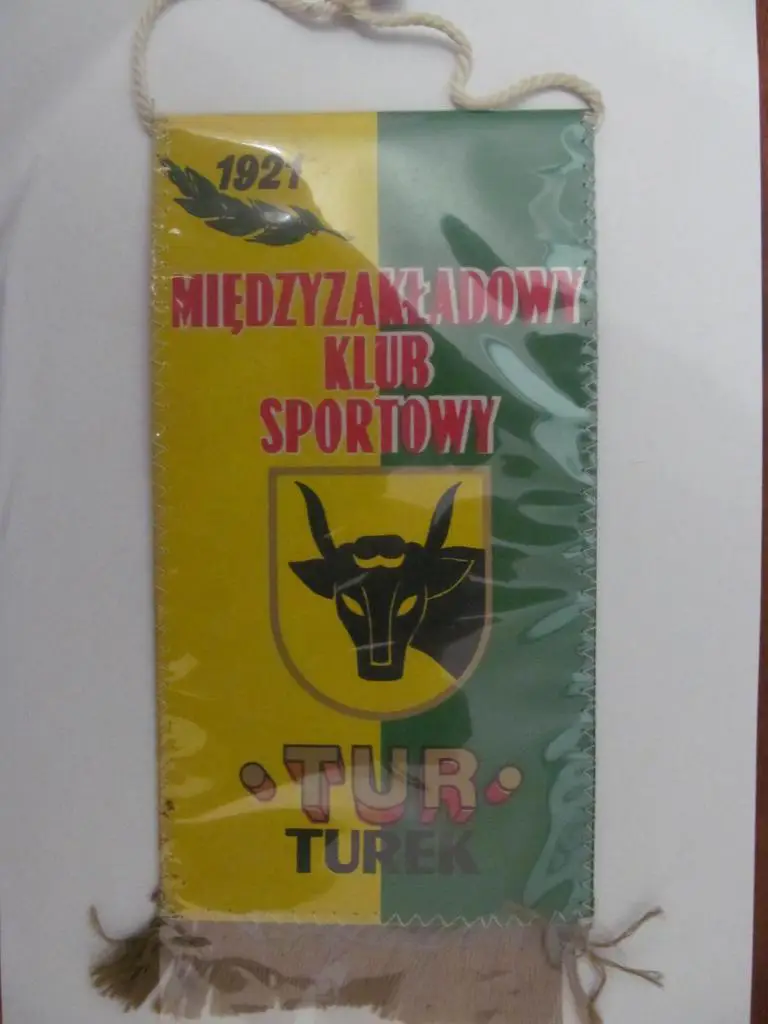 1921
MIĘDZYZAKŁADOWY
KLUB
SPORTOWY
·TUR·
TUREK